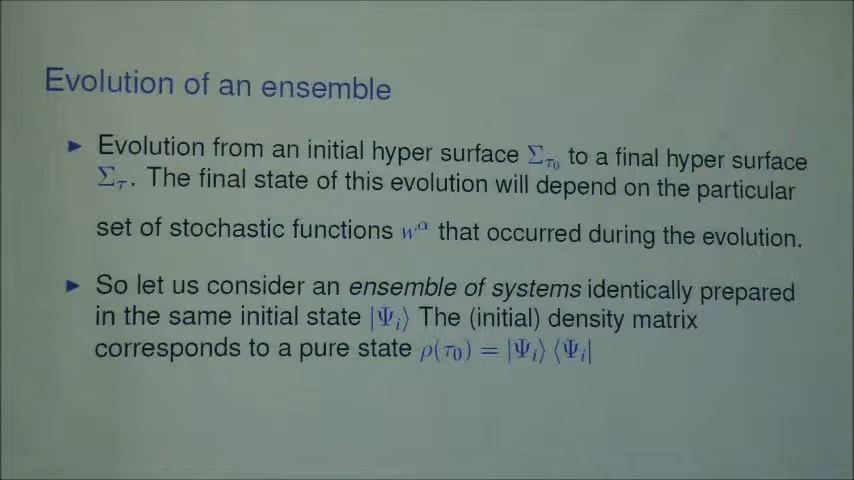 Evolution of an ensemble
► Evolution from an initial hyper surface Σ_τ₀ to a final hyper surface
Σ_τ. The final state of this evolution will depend on the particular
set of stochastic functions w^α that occurred during the evolution.
► So let us consider an ensemble of systems identically prepared
in the same initial state |Ψ_i⟩ The (initial) density matrix
corresponds to a pure state ρ(τ₀) = |Ψ_i⟩ ⟨Ψ_i|